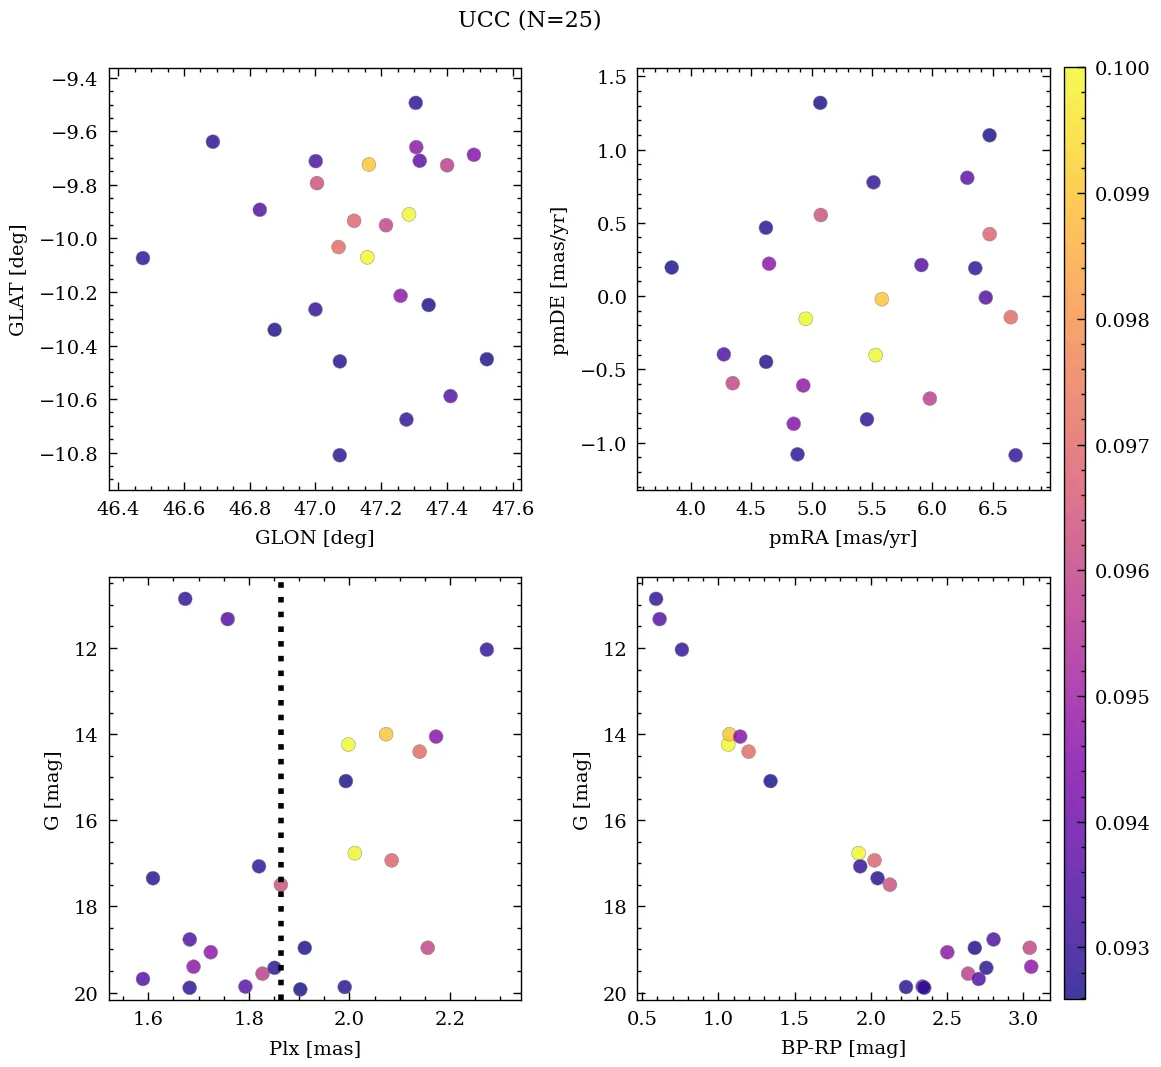 UCC (N=25)
−9.4
−9.6
−9.8
−10.0
−10.2
−10.4
−10.6
−10.8
GLAT [deg]
46.4 46.6 46.8 47.0 47.2 47.4 47.6
GLON [deg]
1.5
1.0
0.5
0.0
−0.5
−1.0
pmDE [mas/yr]
4.0 4.5 5.0 5.5 6.0 6.5
pmRA [mas/yr]
12
14
16
18
20
G [mag]
1.6 1.8 2.0 2.2
Plx [mas]
12
14
16
18
20
G [mag]
0.5 1.0 1.5 2.0 2.5 3.0
BP-RP [mag]
0.100
0.099
0.098
0.097
0.096
0.095
0.094
0.093